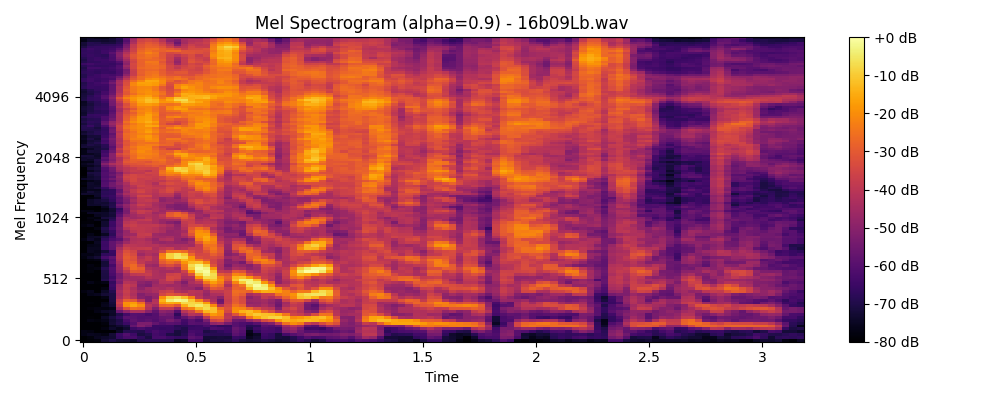 Mel Spectrogram (alpha=0.9) - 16b09Lb.wav
Mel Frequency
4096
2048
1024
512
0
0
0.5
1
1.5
2
2.5
3
Time
+0 dB
-10 dB
-20 dB
-30 dB
-40 dB
-50 dB
-60 dB
-70 dB
-80 dB